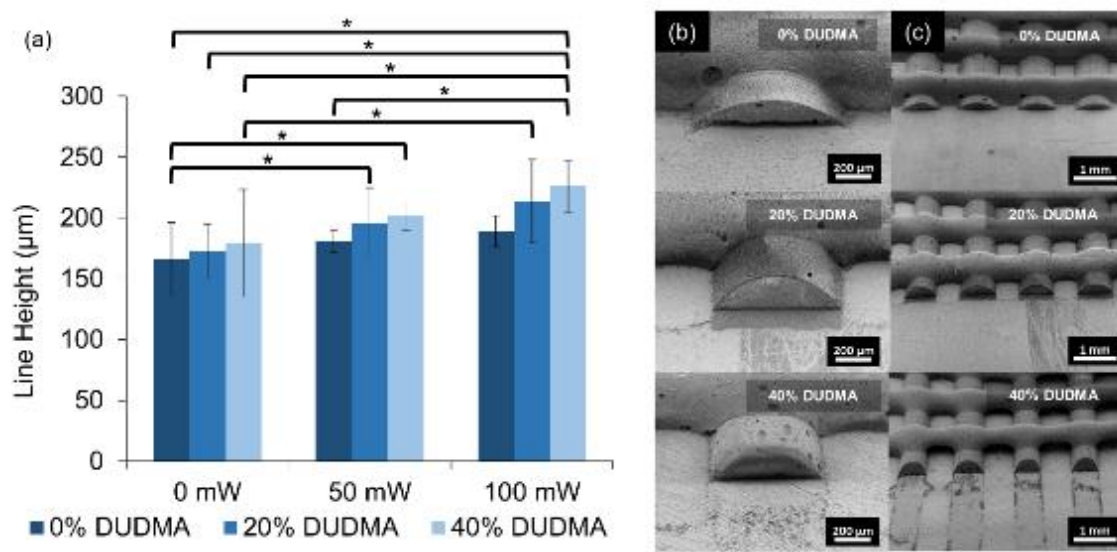 (a)
*
*
*
*
*
*
*
Line Height (µm)
300
250
200
150
100
50
0
0 mW 50 mW 100 mW
0% DUDMA 20% DUDMA 40% DUDMA
(b)
0% DUDMA
200 µm
20% DUDMA
200 µm
40% DUDMA
200 µm
(c)
0% DUDMA
1 mm
20% DUDMA
1 mm
40% DUDMA
1 mm